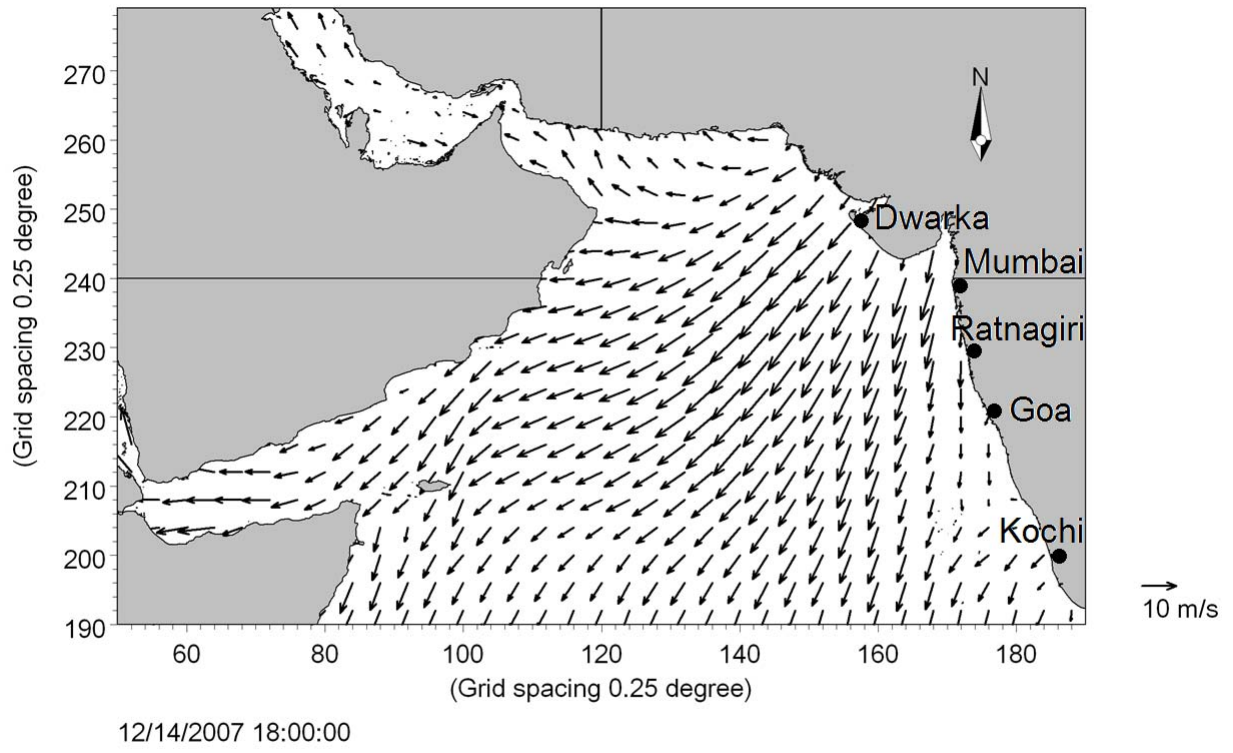 N
270
260
250
240
230
220
210
200
190
(Grid spacing 0.25 degree)
Dwarka
Mumbai
Ratnagiri
Goa
Kochi
10 m/s
60 80 100 120 140 160 180
(Grid spacing 0.25 degree)
12/14/2007 18:00:00